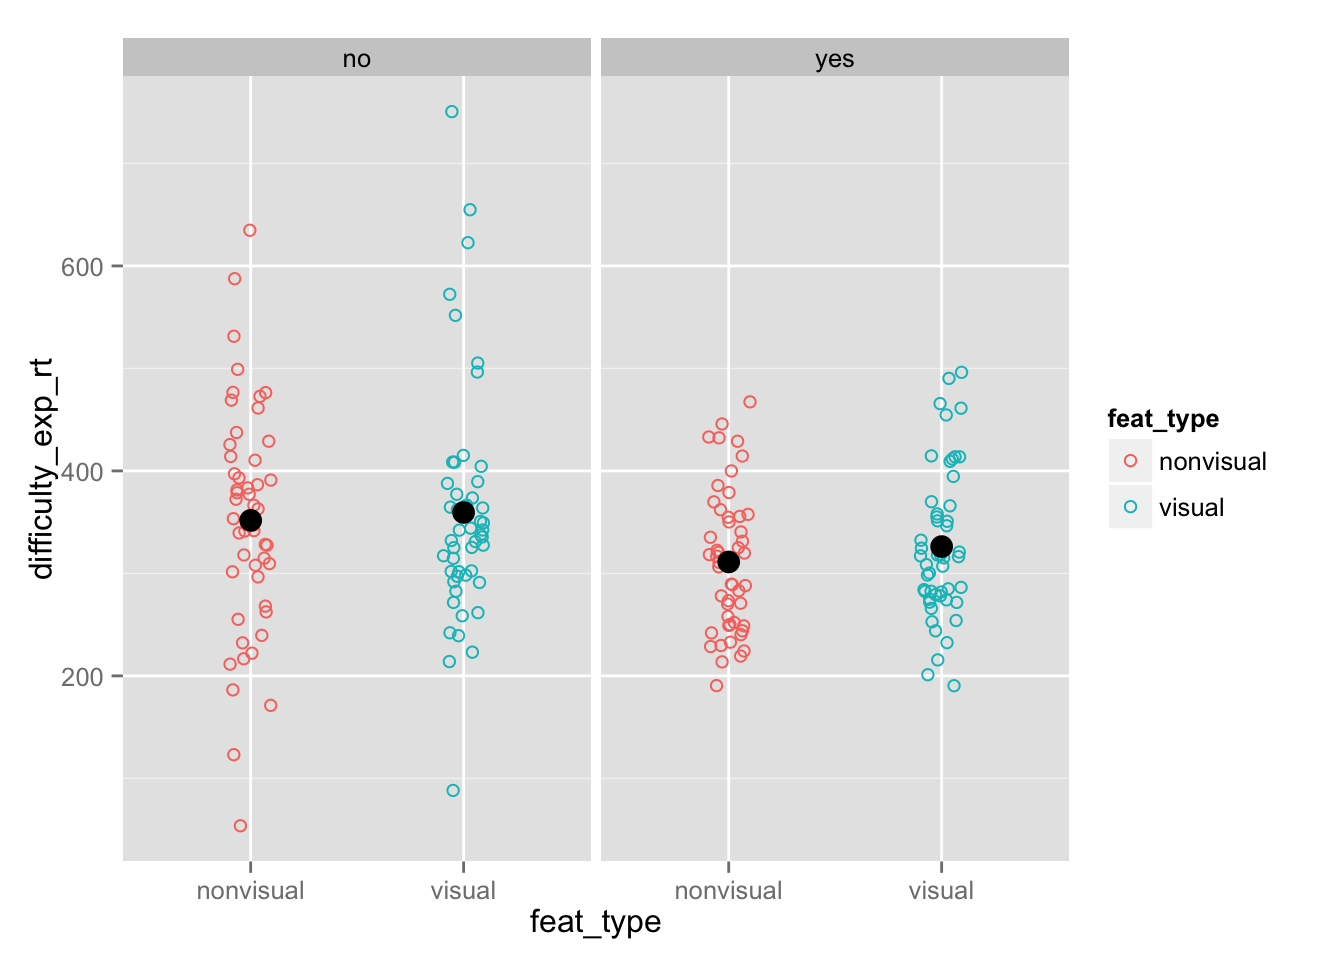 no
yes
difficulty_exp_rt
600
400
200
nonvisual
visual
nonvisual
visual
feat_type
feat_type
nonvisual
visual